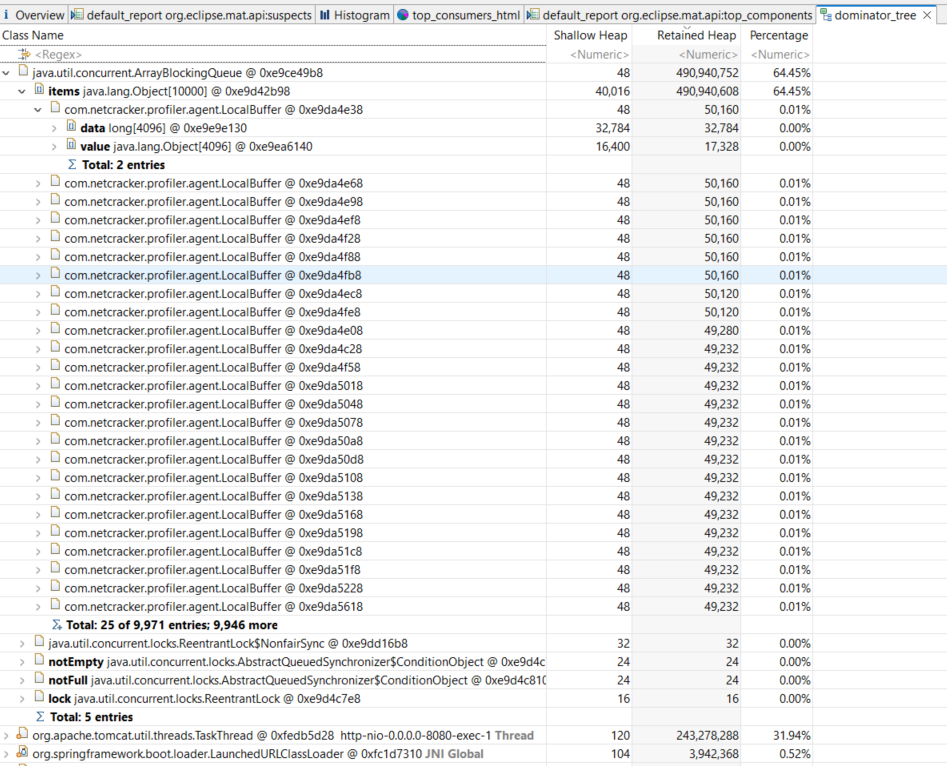 Overview default_report org.eclipse.mat.api:suspects Histogram top_consumers_html default_report org.eclipse.mat.api:top_components dominator_tree
Class Name Shallow Heap Retained Heap Percentage
<Regex> <Numeric> <Numeric> <Numeric>
java.util.concurrent.ArrayBlockingQueue @ 0xe9ce49b8 48 490,940,752 64.45%
items java.lang.Object[10000] @ 0xe9d42b98 40,016 490,940,608 64.45%
com.netcracker.profiler.agent.LocalBuffer @ 0xe9da4e38 48 50,160 0.01%
data long[4096] @ 0xe9e9e130 32,784 32,784 0.00%
value java.lang.Object[4096] @ 0xe9ea6140 16,400 17,328 0.00%
Σ Total: 2 entries
com.netcracker.profiler.agent.LocalBuffer @ 0xe9da4e68 48 50,160 0.01%
com.netcracker.profiler.agent.LocalBuffer @ 0xe9da4e98 48 50,160 0.01%
com.netcracker.profiler.agent.LocalBuffer @ 0xe9da4ef8 48 50,160 0.01%
com.netcracker.profiler.agent.LocalBuffer @ 0xe9da4f28 48 50,160 0.01%
com.netcracker.profiler.agent.LocalBuffer @ 0xe9da4f88 48 50,160 0.01%
com.netcracker.profiler.agent.LocalBuffer @ 0xe9da4fb8 48 50,160 0.01%
com.netcracker.profiler.agent.LocalBuffer @ 0xe9da4ec8 48 50,120 0.01%
com.netcracker.profiler.agent.LocalBuffer @ 0xe9da4fe8 48 50,120 0.01%
com.netcracker.profiler.agent.LocalBuffer @ 0xe9da4e08 48 49,280 0.01%
com.netcracker.profiler.agent.LocalBuffer @ 0xe9da4c28 48 49,232 0.01%
com.netcracker.profiler.agent.LocalBuffer @ 0xe9da4f58 48 49,232 0.01%
com.netcracker.profiler.agent.LocalBuffer @ 0xe9da5018 48 49,232 0.01%
com.netcracker.profiler.agent.LocalBuffer @ 0xe9da5048 48 49,232 0.01%
com.netcracker.profiler.agent.LocalBuffer @ 0xe9da5078 48 49,232 0.01%
com.netcracker.profiler.agent.LocalBuffer @ 0xe9da50a8 48 49,232 0.01%
com.netcracker.profiler.agent.LocalBuffer @ 0xe9da50d8 48 49,232 0.01%
com.netcracker.profiler.agent.LocalBuffer @ 0xe9da5108 48 49,232 0.01%
com.netcracker.profiler.agent.LocalBuffer @ 0xe9da5138 48 49,232 0.01%
com.netcracker.profiler.agent.LocalBuffer @ 0xe9da5168 48 49,232 0.01%
com.netcracker.profiler.agent.LocalBuffer @ 0xe9da5198 48 49,232 0.01%
com.netcracker.profiler.agent.LocalBuffer @ 0xe9da51c8 48 49,232 0.01%
com.netcracker.profiler.agent.LocalBuffer @ 0xe9da51f8 48 49,232 0.01%
com.netcracker.profiler.agent.LocalBuffer @ 0xe9da5228 48 49,232 0.01%
com.netcracker.profiler.agent.LocalBuffer @ 0xe9da5618 48 49,232 0.01%
Σ Total: 25 of 9,971 entries; 9,946 more
java.util.concurrent.locks.ReentrantLock$NonfairSync @ 0xe9dd16b8 32 32 0.00%
notEmpty java.util.concurrent.locks.AbstractQueuedSynchronizer$ConditionObject @ 0xe9d4c 24 24 0.00%
notFull java.util.concurrent.locks.AbstractQueuedSynchronizer$ConditionObject @ 0xe9d4c810 24 24 0.00%
lock java.util.concurrent.locks.ReentrantLock @ 0xe9d4c7e8 16 16 0.00%
Σ Total: 5 entries
org.apache.tomcat.util.threads.TaskThread @ 0xfedb5d28 http-nio-0.0.0.0-8080-exec-1 Thread 120 243,278,288 31.94%
org.springframework.boot.loader.LaunchedURLClassLoader @ 0xfc1d7310 JNI Global 104 3,942,368 0.52%